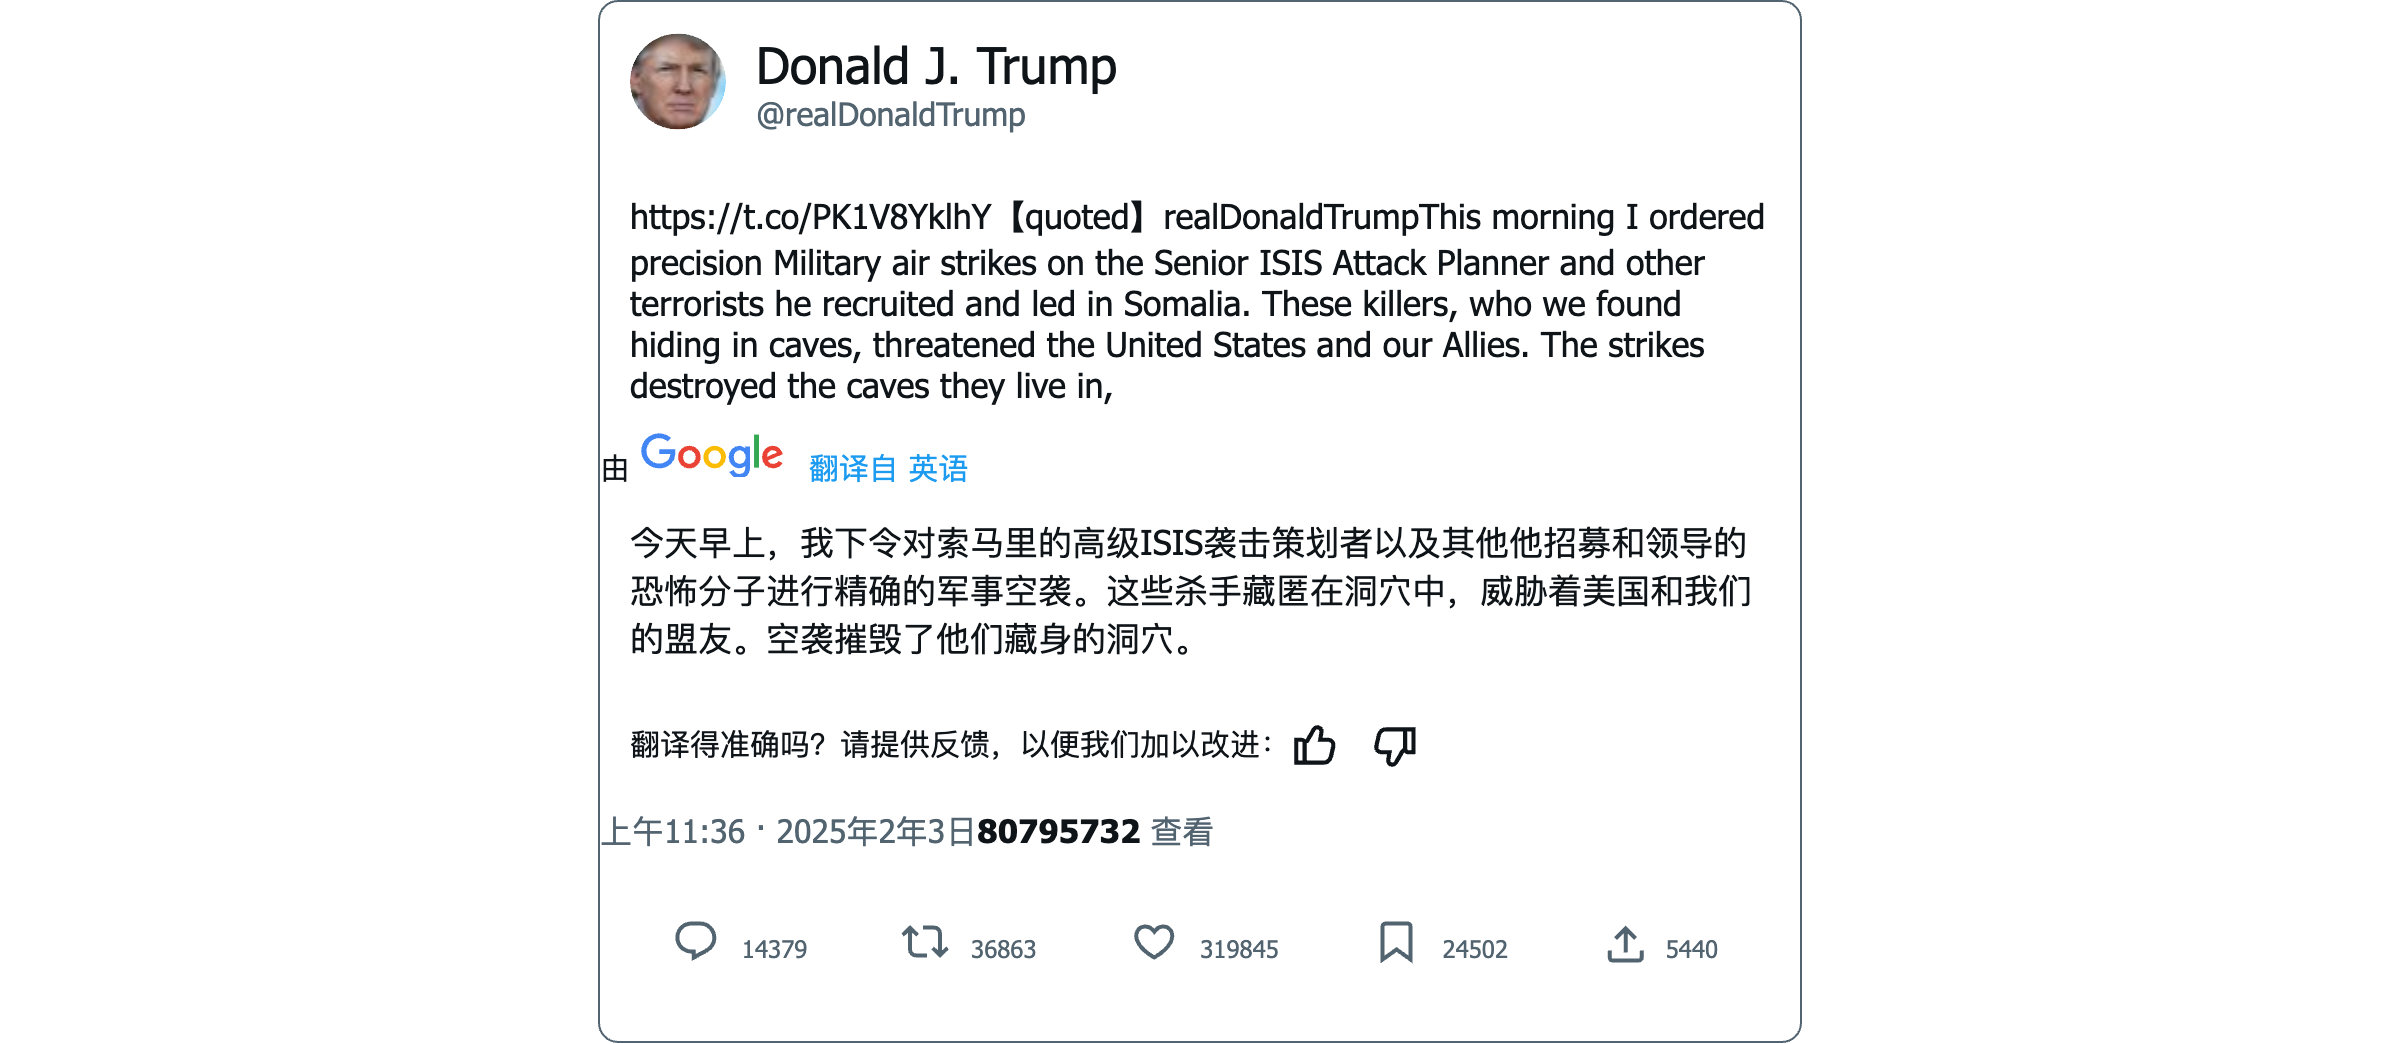 Donald J. Trump
@realDonaldTrump
https://t.co/PK1V8YklhY【quoted】realDonaldTrumpThis morning I ordered
precision Military air strikes on the Senior ISIS Attack Planner and other
terrorists he recruited and led in Somalia. These killers, who we found
hiding in caves, threatened the United States and our Allies. The strikes
destroyed the caves they live in,
由 Google 翻译自 英语
今天早上，我下令对索马里的高级ISIS袭击策划者以及其他他招募和领导的
恐怖分子进行精确的军事空袭。这些杀手藏匿在洞穴中，威胁着美国和我们
的盟友。空袭摧毁了他们藏身的洞穴。
翻译得准确吗？请提供反馈，以便我们加以改进：
上午11:36 · 2025年2年3日80795732 查看
14379 36863 319845 24502 5440